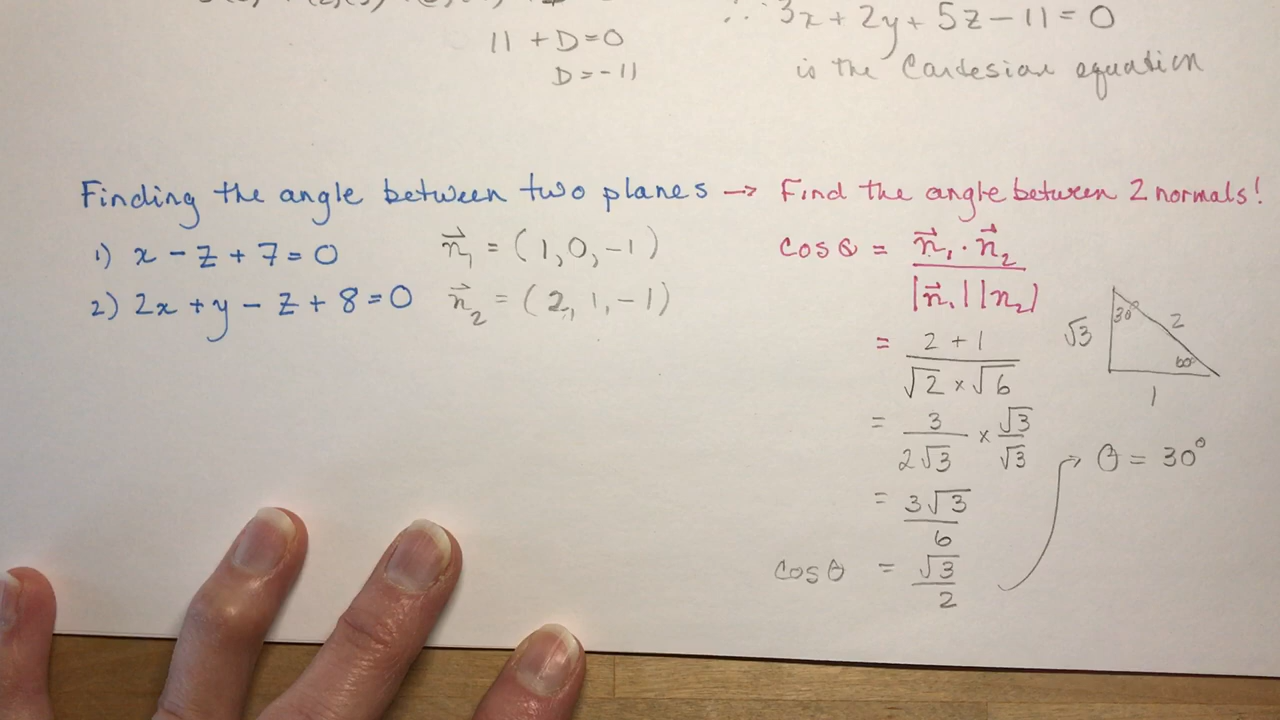 11 + D = 0
D = -11
∴ 3x + 2y + 5z - 11 = 0
is the Cartesian equation
Finding the angle between two planes → Find the angle between 2 normals!
1) x - z + 7 = 0
n⃗₁ = (1, 0, -1)
2) 2x + y - z + 8 = 0
n⃗₂ = (2, 1, -1)
cos θ = n⃗₁ · n⃗₂ / |n⃗₁| |n₂|
= 2 + 1 / √2 × √6
= 3 / 2√3 × √3 / √3
= 3√3 / 6
cos θ = √3 / 2
→ θ = 30°
√3 30° 2
60°
1